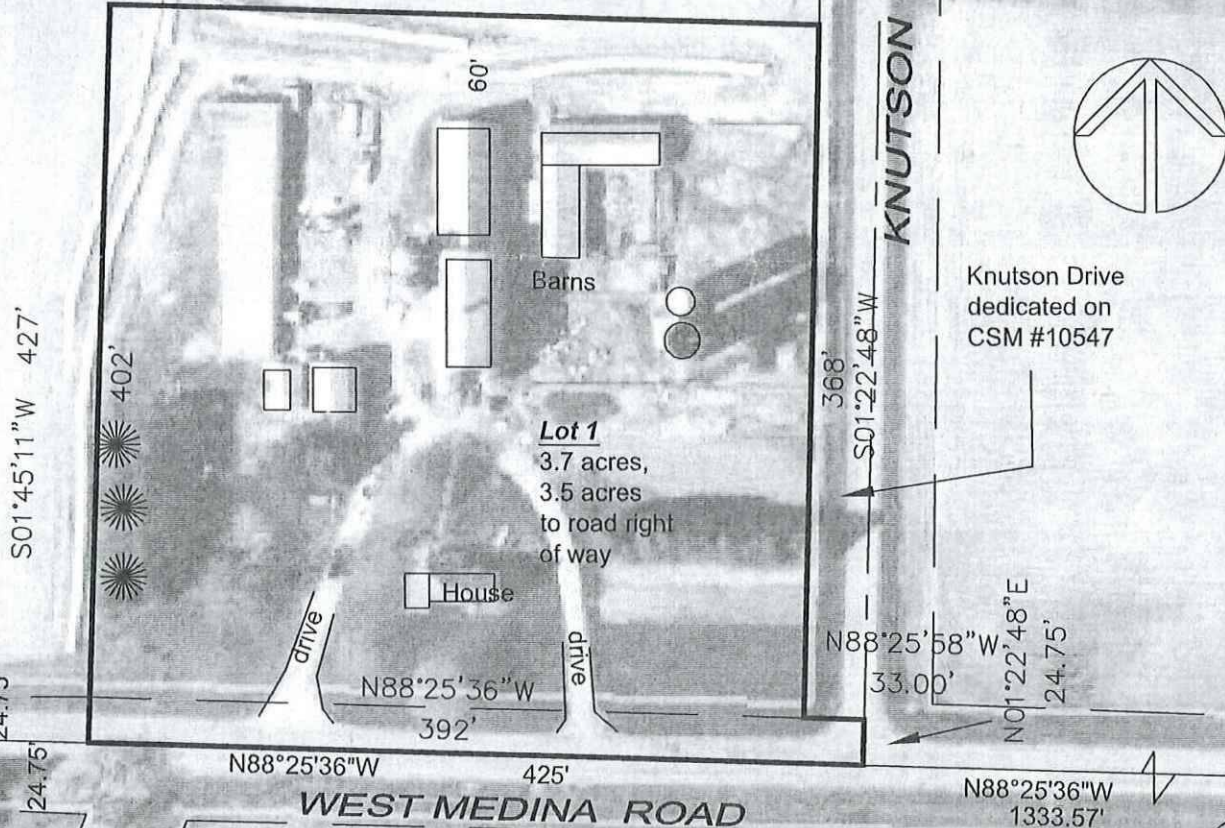 60'
KNUTSON
Knutson Drive
dedicated on
CSM #10547
Barns
S01°45'11"W 427'
402'
368'
S01°22'48"W
Lot 1
3.7 acres,
3.5 acres
to road right
of way
House
drive
drive
N88°25'58"W
33.00'
N01°22'48"E
24.75'
N88°25'36"W
392'
24.75'
N88°25'36"W
425'
WEST MEDINA ROAD
N88°25'36"W
1333.57'